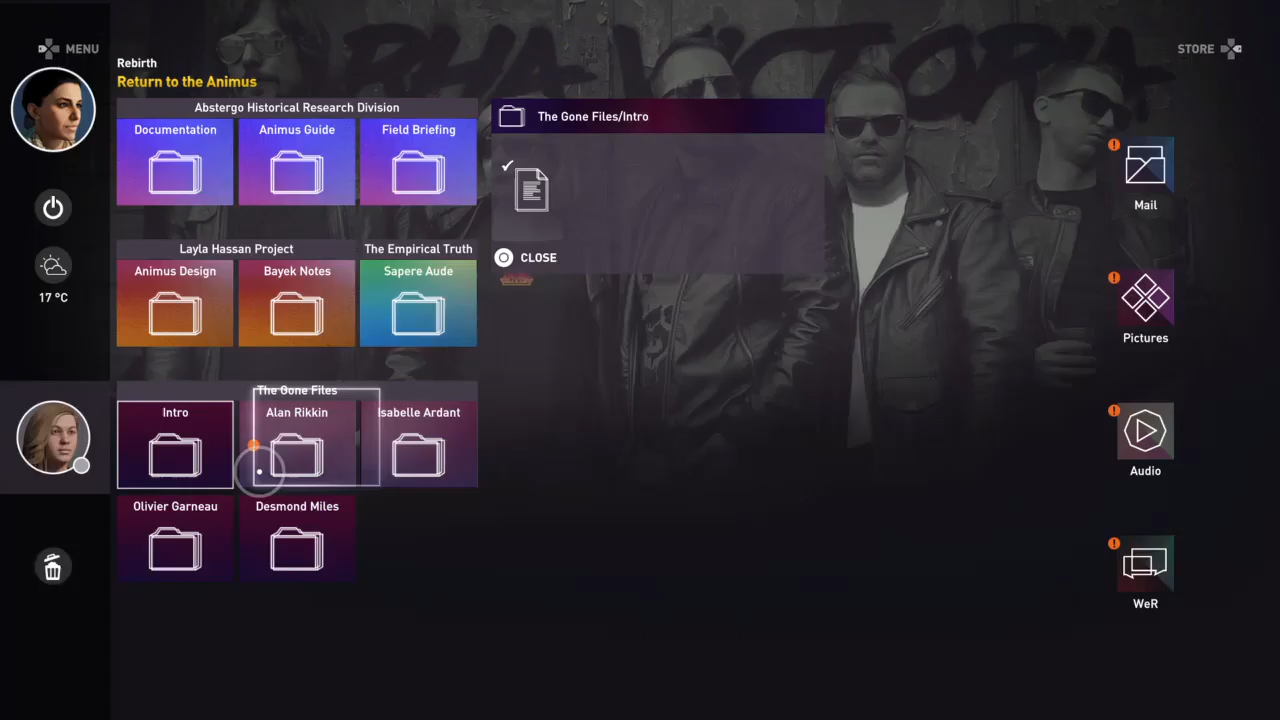 MENU
STORE
Rebirth
Return to the Animus
Abstergo Historical Research Division
Documentation
Animus Guide
Field Briefing
The Gone Files/Intro
Mail
CLOSE
Layla Hassan Project
The Empirical Truth
Animus Design
Bayek Notes
Sapere Aude
17 °C
Pictures
The Gone Files
Intro
Alan Rikkin
Isabelle Ardant
Audio
Olivier Garneau
Desmond Miles
WeR